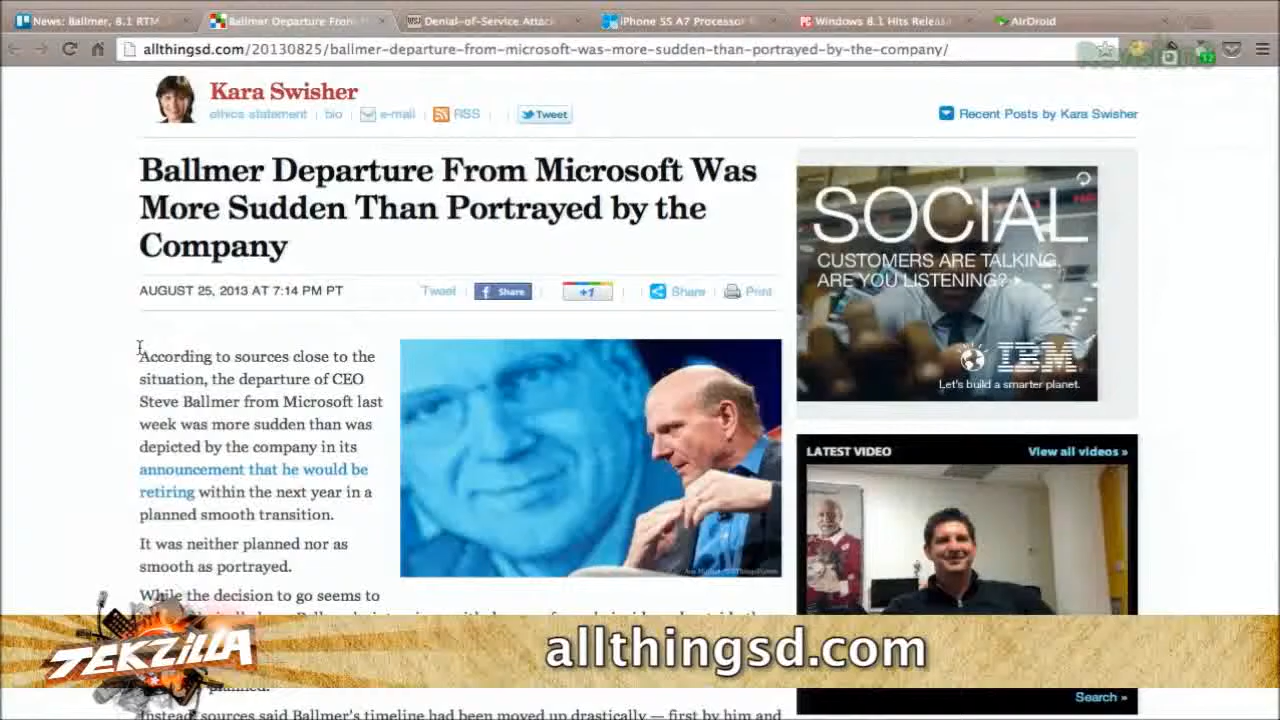 News: Ballmer, 8.1 RTM
Ballmer Departure From
Denial-of-Service Attack
iPhone 5S A7 Processor
Windows 8.1 Hits Releas
AirDroid
allthingsd.com/20130825/ballmer-departure-from-microsoft-was-more-sudden-than-portrayed-by-the-company/
Kara Swisher
ethics statement
bio
e-mail
RSS
Tweet
Recent Posts by Kara Swisher
Ballmer Departure From Microsoft Was
More Sudden Than Portrayed by the
Company
AUGUST 25, 2013 AT 7:14 PM PT
Tweet
Share
+1
Share
Print
According to sources close to the
situation, the departure of CEO
Steve Ballmer from Microsoft last
week was more sudden than was
depicted by the company in its
announcement that he would be
retiring within the next year in a
planned smooth transition.
It was neither planned nor as
smooth as portrayed.
While the decision to go seems to
planned.
Instead, sources said Ballmer's timeline had been moved up drastically — first by him and
SOCIAL
CUSTOMERS ARE TALKING.
ARE YOU LISTENING?
IBM
Let's build a smarter planet.
LATEST VIDEO
View all videos »
Search »
TEKZILLA
allthingsd.com